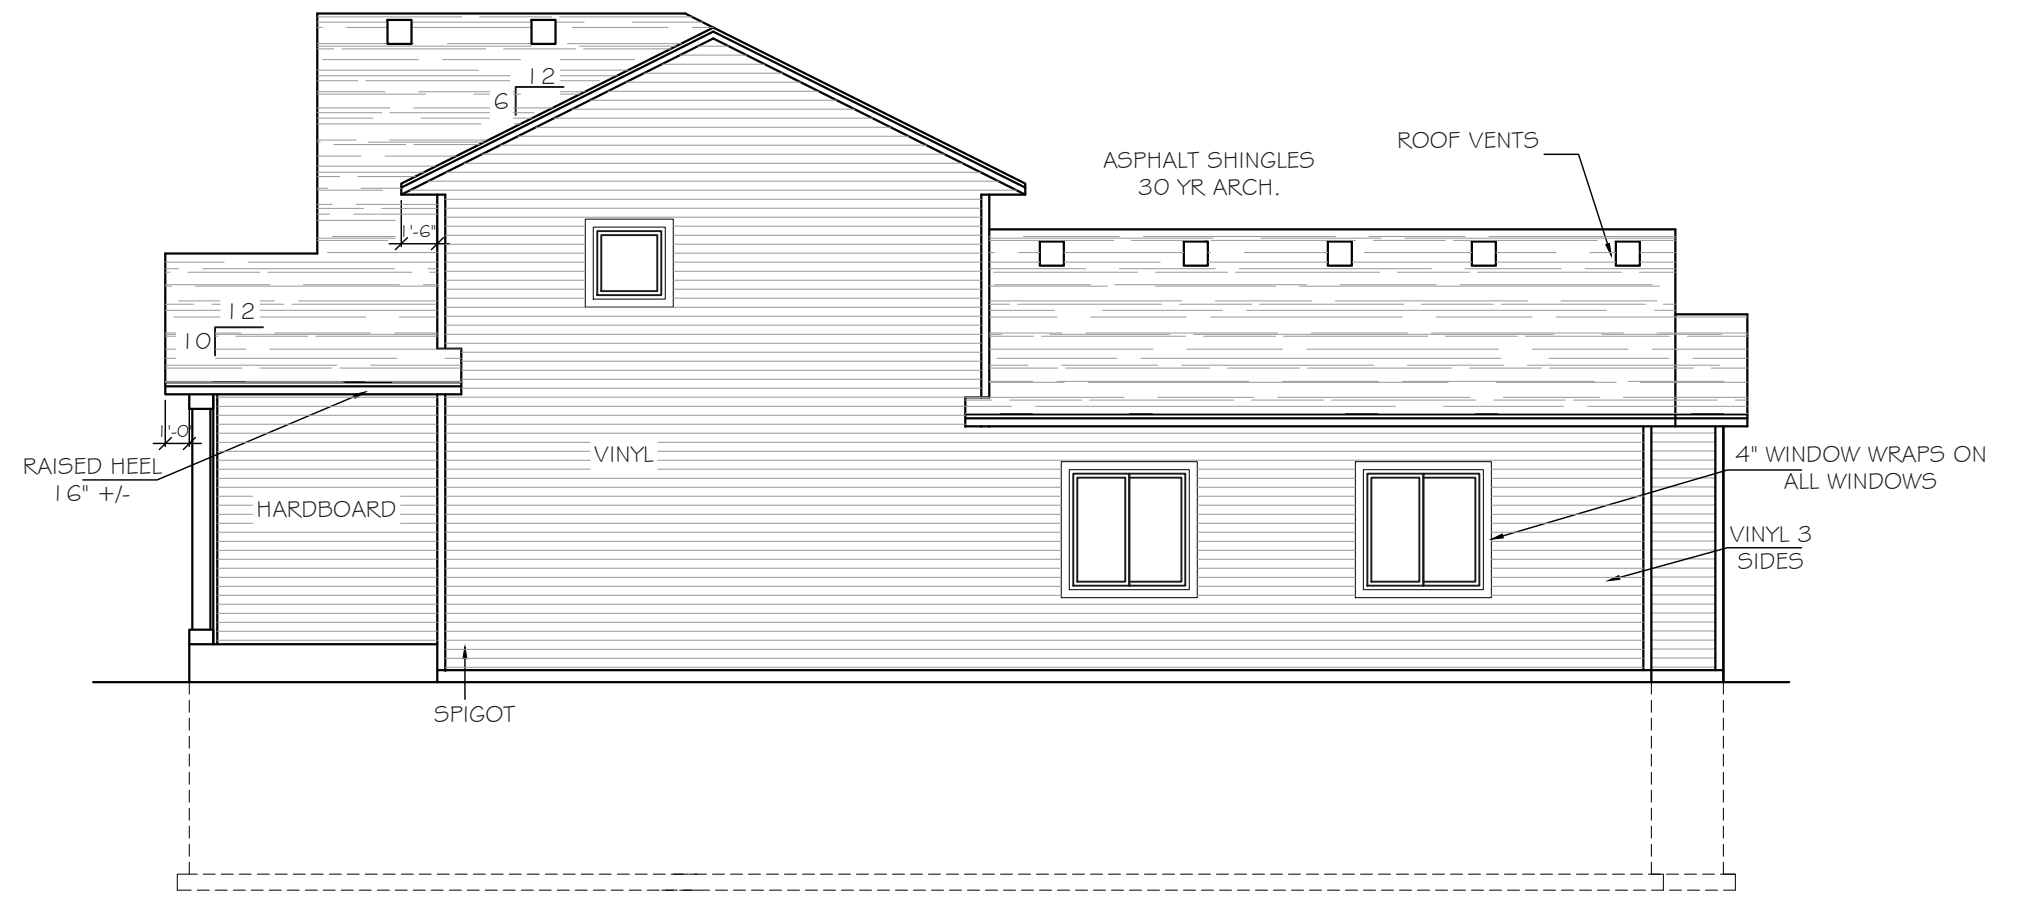 12
6
ROOF VENTS
ASPHALT SHINGLES
30 YR ARCH.
1'-6"
12
10
1'-0
RAISED HEEL
16" +/-
VINYL
HARDBOARD
4" WINDOW WRAPS ON
ALL WINDOWS
VINYL 3
SIDES
SPIGOT